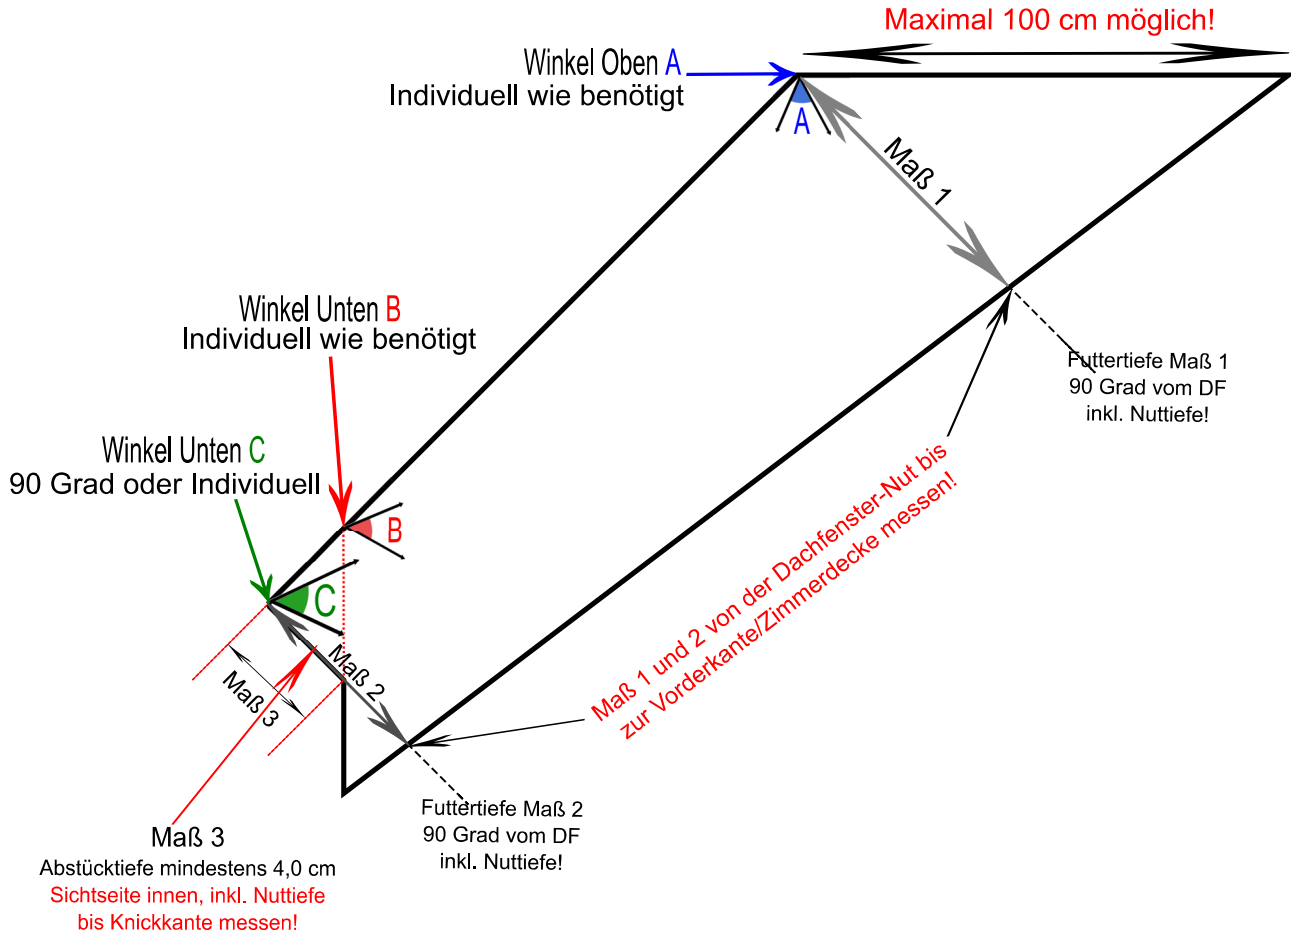 Maximal 100 cm möglich!
Winkel Oben A
Individuell wie benötigt
A
Maß 1
Winkel Unten B
Individuell wie benötigt
Futtertiefe Maß 1
90 Grad vom DF
inkl. Nuttiefe!
Winkel Unten C
90 Grad oder Individuell
B
C
Maß 1 und 2 von der Dachfenster-Nut bis
zur Vorderkante/Zimmerdecke messen!
Maß 2
Maß 3
Futtertiefe Maß 2
90 Grad vom DF
inkl. Nuttiefe!
Maß 3
Abstücktiefe mindestens 4,0 cm
Sichtseite innen, inkl. Nuttiefe
bis Knickkante messen!